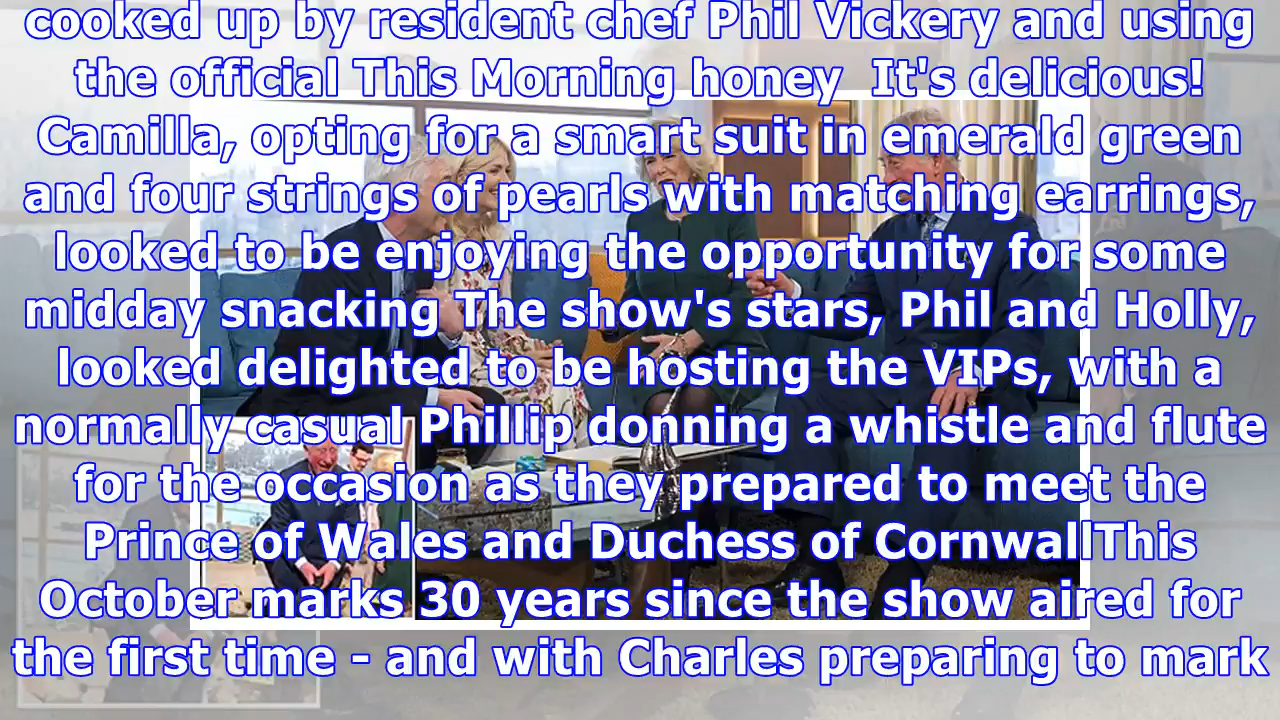 cooked up by resident chef Phil Vickery and using
the official This Morning honey  It's delicious!
Camilla, opting for a smart suit in emerald green
and four strings of pearls with matching earrings,
looked to be enjoying the opportunity for some
midday snacking The show's stars, Phil and Holly,
looked delighted to be hosting the VIPs, with a
normally casual Phillip donning a whistle and flute
for the occasion as they prepared to meet the
Prince of Wales and Duchess of CornwallThis
October marks 30 years since the show aired for
the first time - and with Charles preparing to mark